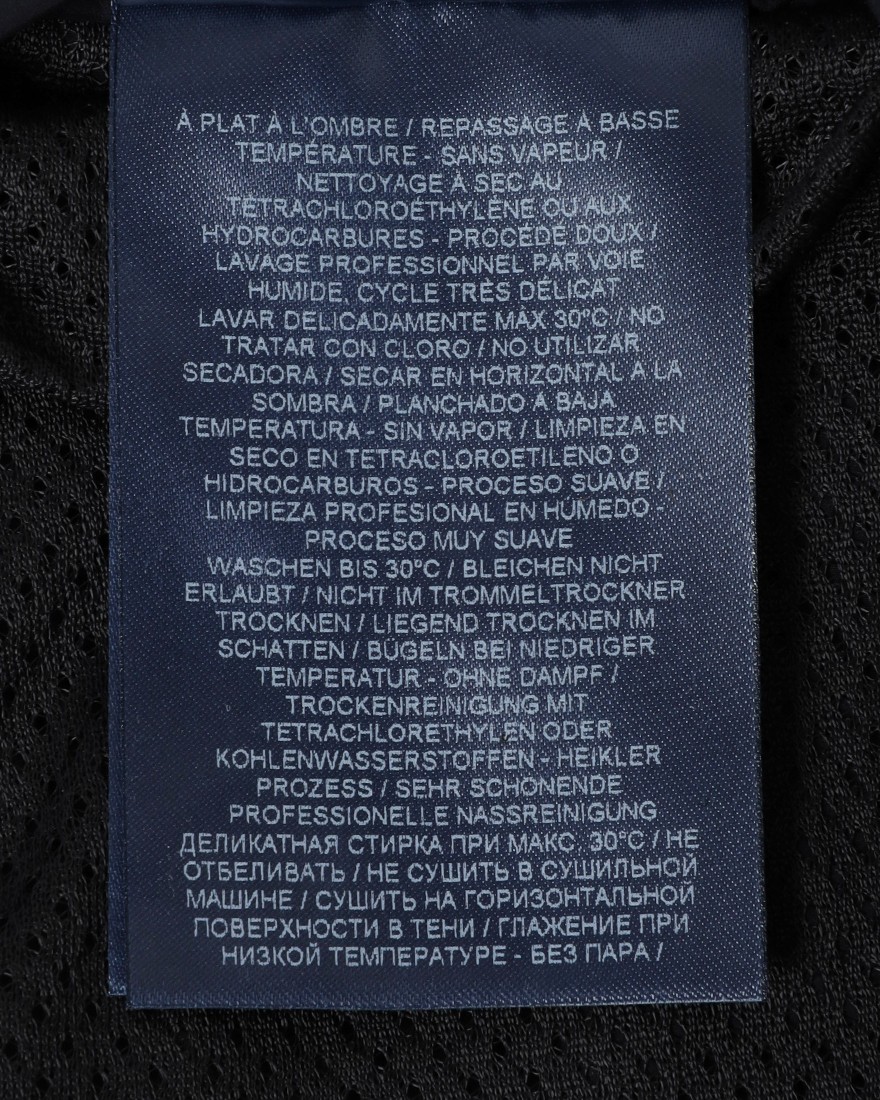 À PLAT À L'OMBRE / REPASSAGE À BASSE
TEMPÉRATURE - SANS VAPEUR /
NETTOYAGE À SEC AU
TÉTRACHLOROÉTHYLÈNE OU AUX
HYDROCARBURES - PROCÉDÉ DOUX /
LAVAGE PROFESSIONNEL PAR VOIE
HUMIDE, CYCLE TRÈS DÉLICAT
LAVAR DELICADAMENTE MÁX 30°C / NO
TRATAR CON CLORO / NO UTILIZAR
SECADORA / SECAR EN HORIZONTAL A LA
SOMBRA / PLANCHADO A BAJA
TEMPERATURA - SIN VAPOR / LIMPIEZA EN
SECO EN TETRACLOROETILENO O
HIDROCARBUROS - PROCESO SUAVE /
LIMPIEZA PROFESIONAL EN HÚMEDO -
PROCESO MUY SUAVE
WASCHEN BIS 30°C / BLEICHEN NICHT
ERLAUBT / NICHT IM TROMMELTROCKNER
TROCKNEN / LIEGEND TROCKNEN IM
SCHATTEN / BÜGELN BEI NIEDRIGER
TEMPERATUR - OHNE DAMPF /
TROCKENREINIGUNG MIT
TETRACHLORETHYLEN ODER
KOHLENWASSERSTOFFEN - HEIKLER
PROZESS / SEHR SCHONENDE
PROFESSIONELLE NASSREINIGUNG
ДЕЛИКАТНАЯ СТИРКА ПРИ МАКС. 30°C / НЕ
ОТБЕЛИВАТЬ / НЕ СУШИТЬ В СУШИЛЬНОЙ
МАШИНЕ / СУШИТЬ НА ГОРИЗОНТАЛЬНОЙ
ПОВЕРХНОСТИ В ТЕНИ / ГЛАЖЕНИЕ ПРИ
НИЗКОЙ ТЕМПЕРАТУРЕ - БЕЗ ПАРА /